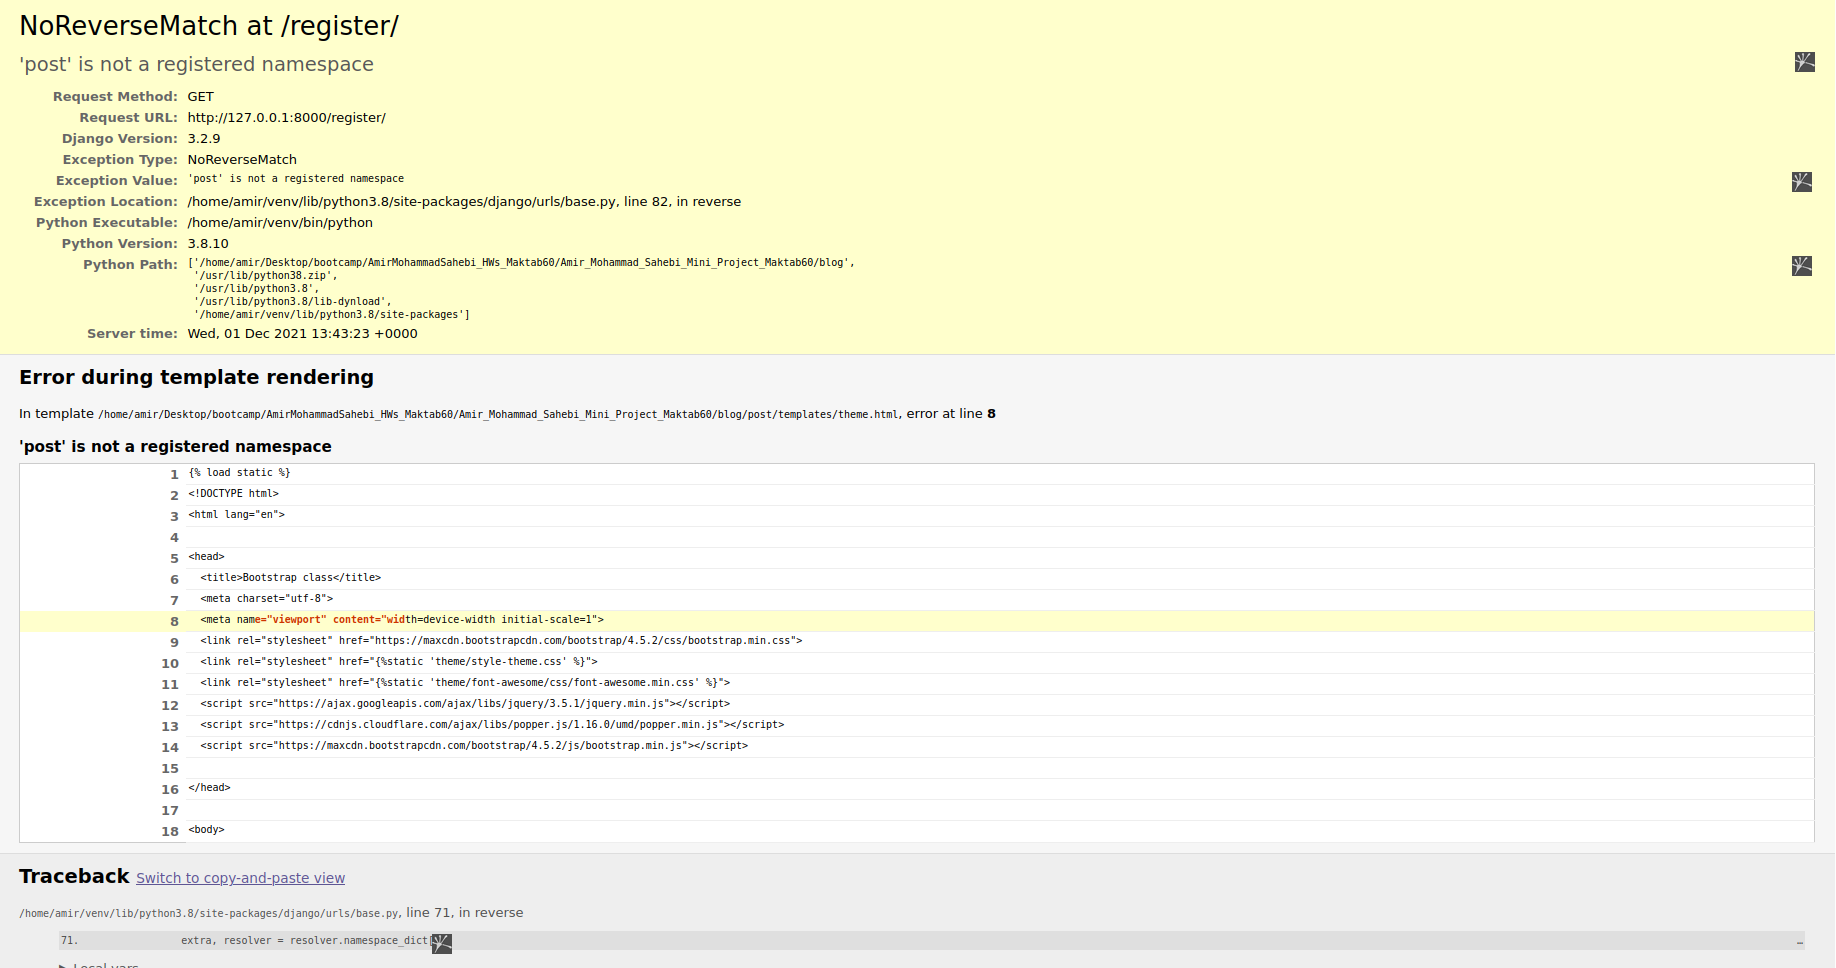 NoReverseMatch at /register/
'post' is not a registered namespace
Request Method: GET
Request URL: http://127.0.0.1:8000/register/
Django Version: 3.2.9
Exception Type: NoReverseMatch
Exception Value: 'post' is not a registered namespace
Exception Location: /home/amir/venv/lib/python3.8/site-packages/django/urls/base.py, line 82, in reverse
Python Executable: /home/amir/venv/bin/python
Python Version: 3.8.10
Python Path: ['/home/amir/Desktop/bootcamp/AmirMohammadSahebi_HWs_Maktab60/Amir_Mohammad_Sahebi_Mini_Project_Maktab60/blog',
'/usr/lib/python38.zip',
'/usr/lib/python3.8',
'/usr/lib/python3.8/lib-dynload',
'/home/amir/venv/lib/python3.8/site-packages']
Server time: Wed, 01 Dec 2021 13:43:23 +0000
Error during template rendering
In template /home/amir/Desktop/bootcamp/AmirMohammadSahebi_HWs_Maktab60/Amir_Mohammad_Sahebi_Mini_Project_Maktab60/blog/post/templates/theme.html, error at line 8
'post' is not a registered namespace
1 {% load static %}
2 <!DOCTYPE html>
3 <html lang="en">
4
5 <head>
6 <title>Bootstrap class</title>
7 <meta charset="utf-8">
8 <meta name="viewport" content="width=device-width initial-scale=1">
9 <link rel="stylesheet" href="https://maxcdn.bootstrapcdn.com/bootstrap/4.5.2/css/bootstrap.min.css">
10 <link rel="stylesheet" href="{%static 'theme/style-theme.css' %}">
11 <link rel="stylesheet" href="{%static 'theme/font-awesome/css/font-awesome.min.css' %}">
12 <script src="https://ajax.googleapis.com/ajax/libs/jquery/3.5.1/jquery.min.js"></script>
13 <script src="https://cdnjs.cloudflare.com/ajax/libs/popper.js/1.16.0/umd/popper.min.js"></script>
14 <script src="https://maxcdn.bootstrapcdn.com/bootstrap/4.5.2/js/bootstrap.min.js"></script>
15
16 </head>
17
18 <body>
Traceback Switch to copy-and-paste view
/home/amir/venv/lib/python3.8/site-packages/django/urls/base.py, line 71, in reverse
71. extra, resolver = resolver.namespace_dict[ …
▶ Local vars